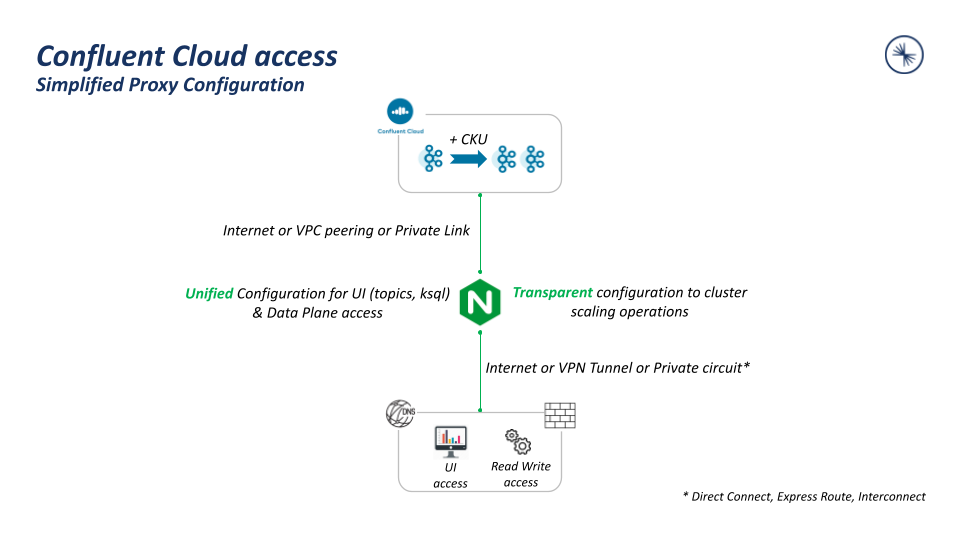 Confluent Cloud access
Simplified Proxy Configuration
Confluent Cloud
+ CKU
Internet or VPC peering or Private Link
Unified Configuration for UI (topics, ksql)
& Data Plane access
N
Transparent configuration to cluster
scaling operations
Internet or VPN Tunnel or Private circuit*
DNS
UI
access
Read Write
access
* Direct Connect, Express Route, Interconnect